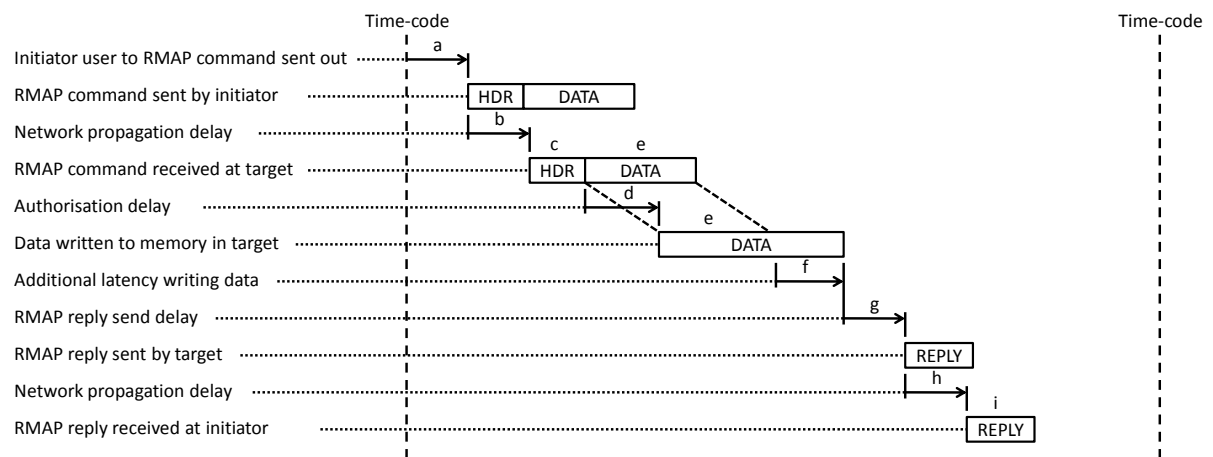 Time-code Time-code
a
Initiator user to RMAP command sent out
RMAP command sent by initiator HDR DATA
b
Network propagation delay
c e
RMAP command received at target HDR DATA
d
Authorisation delay
e
Data written to memory in target DATA
f
Additional latency writing data
g
RMAP reply send delay
RMAP reply sent by target REPLY
h
Network propagation delay
i
RMAP reply received at initiator REPLY